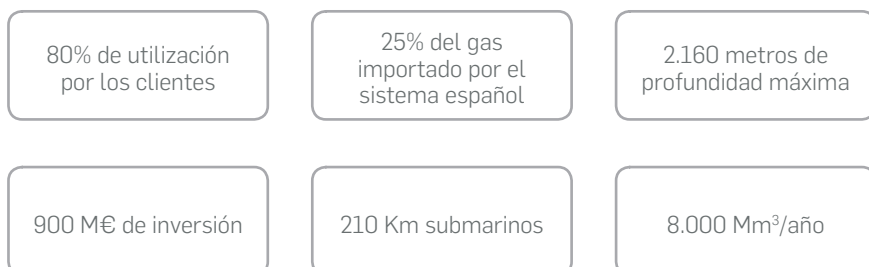 80% de utilización
por los clientes
25% del gas
importado por el
sistema español
2.160 metros de
profundidad máxima
900 M€ de inversión
210 Km submarinos
8.000 Mm³/año